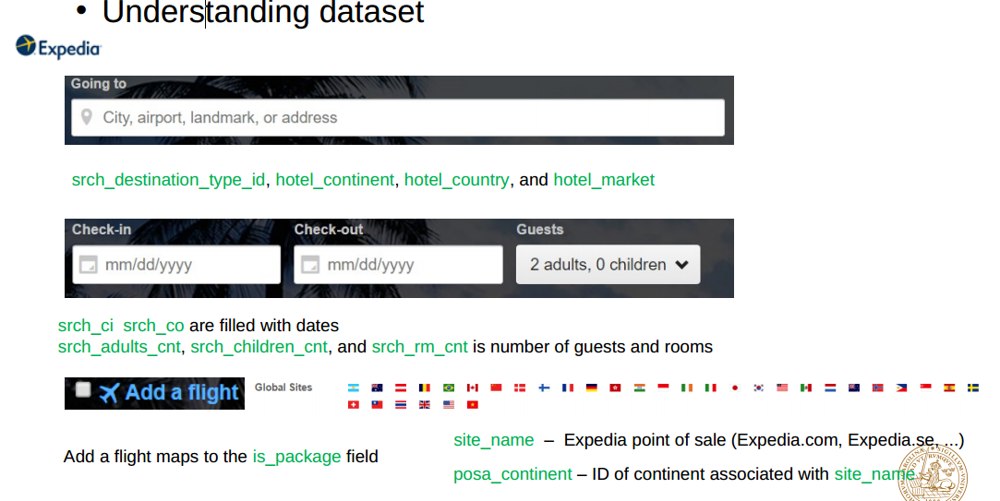 • Understanding dataset
Expedia
Going to
City, airport, landmark, or address
srch_destination_type_id, hotel_continent, hotel_country, and hotel_market
Check-in Check-out Guests
mm/dd/yyyy mm/dd/yyyy 2 adults, 0 children
srch_ci srch_co are filled with dates
srch_adults_cnt, srch_children_cnt, and srch_rm_cnt is number of guests and rooms
Add a flight Global Sites
site_name – Expedia point of sale (Expedia.com, Expedia.se, ...)
Add a flight maps to the is_package field
posa_continent – ID of continent associated with site_name